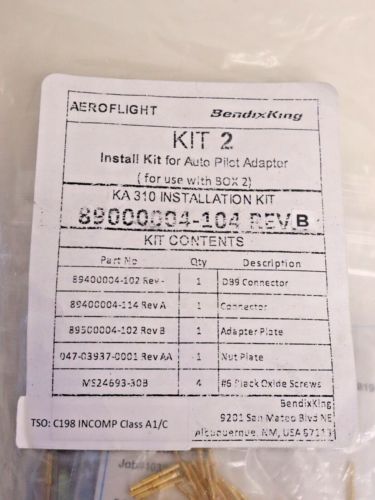 AEROFLIGHT BendixKing
KIT 2
Install Kit for Auto Pilot Adaptor
(for use with BOX 2)
KA 310 INSTALLATION KIT
89000004-104 REV.B
KIT CONTENTS
Part No Qty Description
89400004-102 Rev - 1 DB9 Connector
89400004-114 Rev A 1 Connector
89500004-102 Rev B 1 Adapter Plate
047-03937-0001 Rev AA 1 Nut Plate
MS24693-30B 4 #6 Black Oxide Screws
BendixKing
9201 San Mateo Blvd NE
Albuquerque, NM, USA 87113
TSO: C198 INCOMP Class A1/C